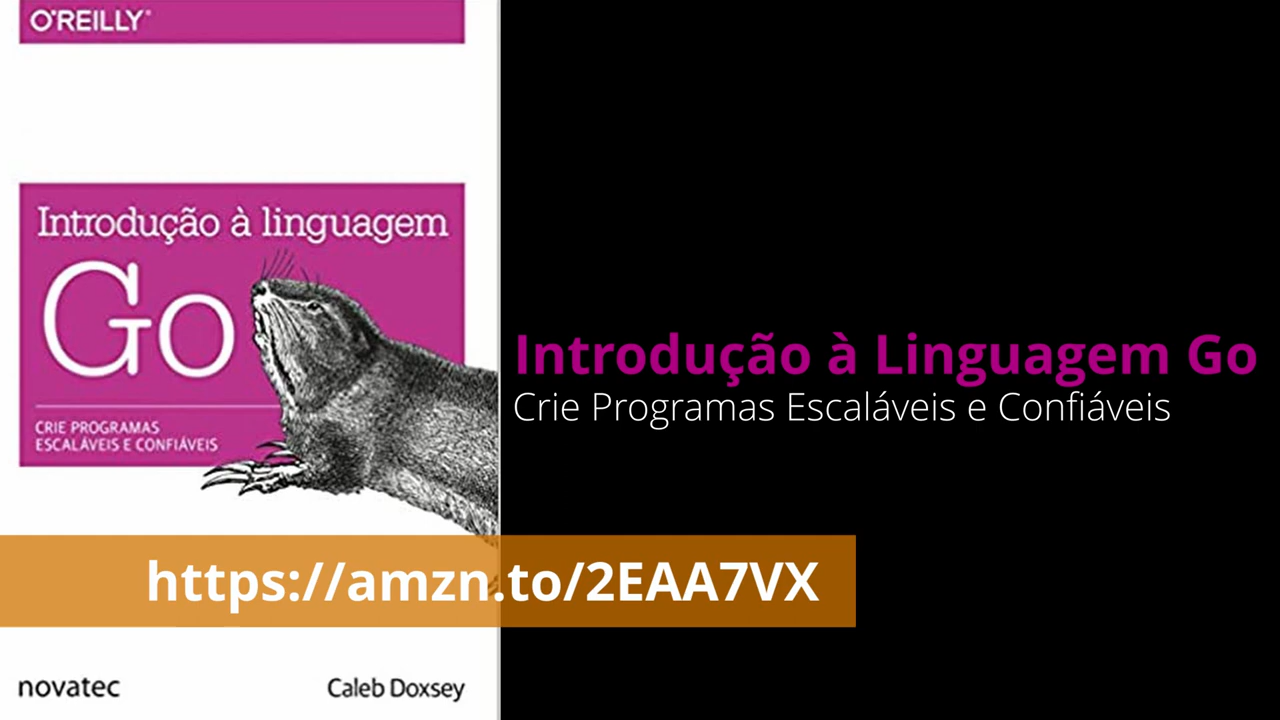 O'REILLY®
Introdução à linguagem
Go
CRIE PROGRAMAS
ESCALÁVEIS E CONFIÁVEIS
Introdução à Linguagem Go
Crie Programas Escaláveis e Confiáveis
https://amzn.to/2EAA7VX
novatec
Caleb Doxsey